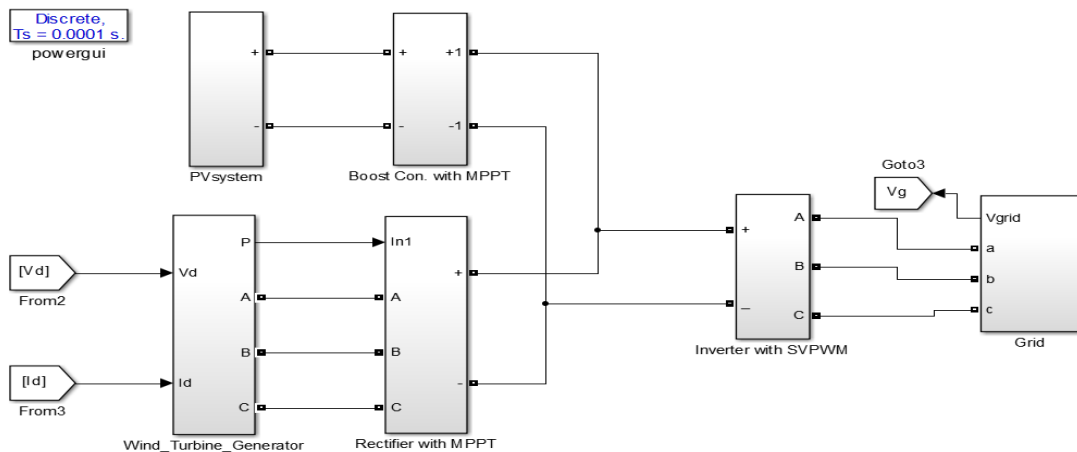 Discrete,
Ts = 0.0001 s.
powergui
+
-
PVsystem
+
-
+1
-1
Boost Con. with MPPT
[Vd]
From2
[Id]
From3
Vd
Id
P
A
B
C
Wind_Turbine_Generator
In1
A
B
C
+
-
Rectifier with MPPT
+
–
A
B
C
Inverter with SVPWM
Goto3
Vg
Vgrid
a
b
c
Grid